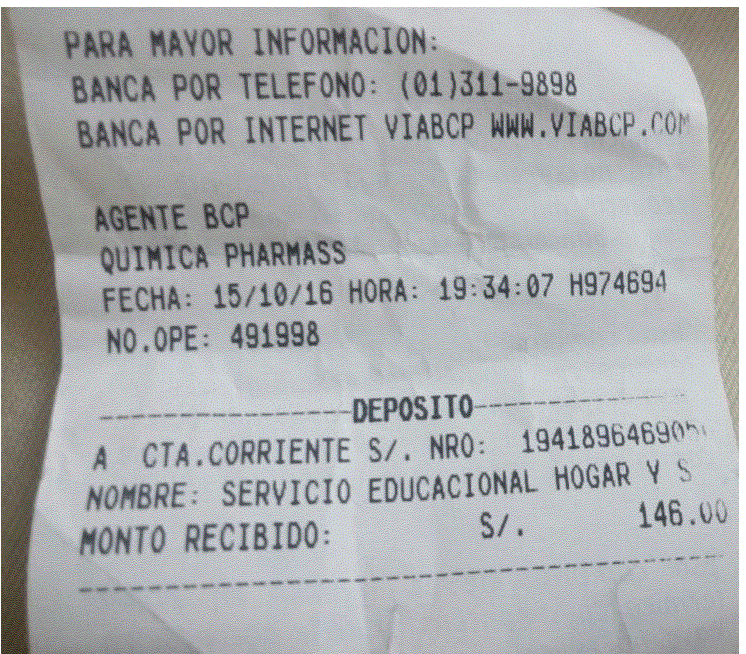 PARA MAYOR INFORMACION:
BANCA POR TELEFONO: (01)311-9898
BANCA POR INTERNET VIABCP WWW.VIABCP.COM
AGENTE BCP
QUIMICA PHARMASS
FECHA: 15/10/16 HORA: 19:34:07 H974694
NO.OPE: 491998
DEPOSITO
A CTA.CORRIENTE S/. NRO:
NOMBRE: SERVICIO EDUCACIONAL HOGAR Y S
MONTO RECIBIDO: S/. 146.00